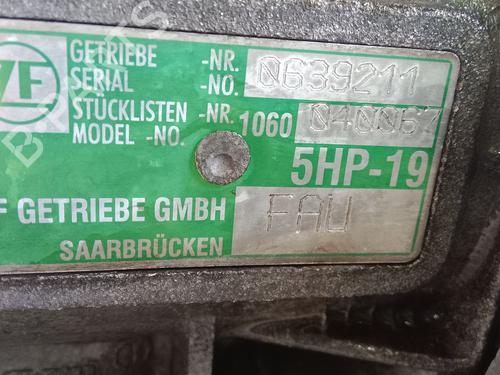 ZF
GETRIEBE -NR. 0639211
SERIAL -NO.
STÜCKLISTEN -NR. 1060 040067
MODEL -NO.
5HP-19
F GETRIEBE GMBH FAU
SAARBRÜCKEN